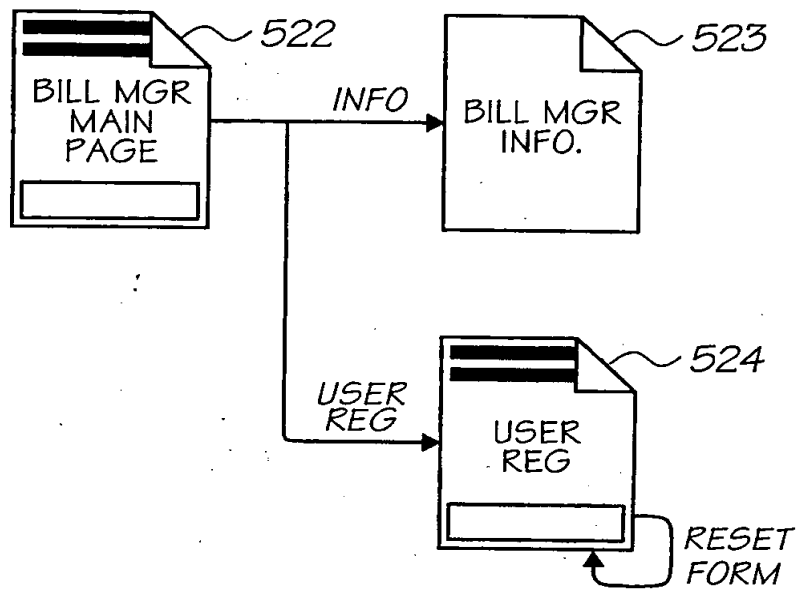 522
BILL MGR
MAIN
PAGE
INFO
523
BILL MGR
INFO.
USER
REG
524
USER
REG
RESET
FORM